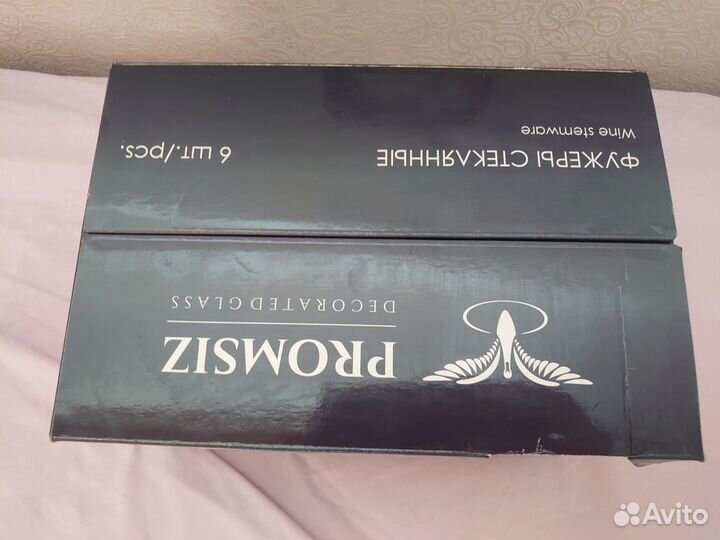 ФУЖЕРЫ СТЕКЛЯННЫЕ
Wine stemware
6 шт./pcs.
PROMSIZ
DECORATED GLASS
Avito